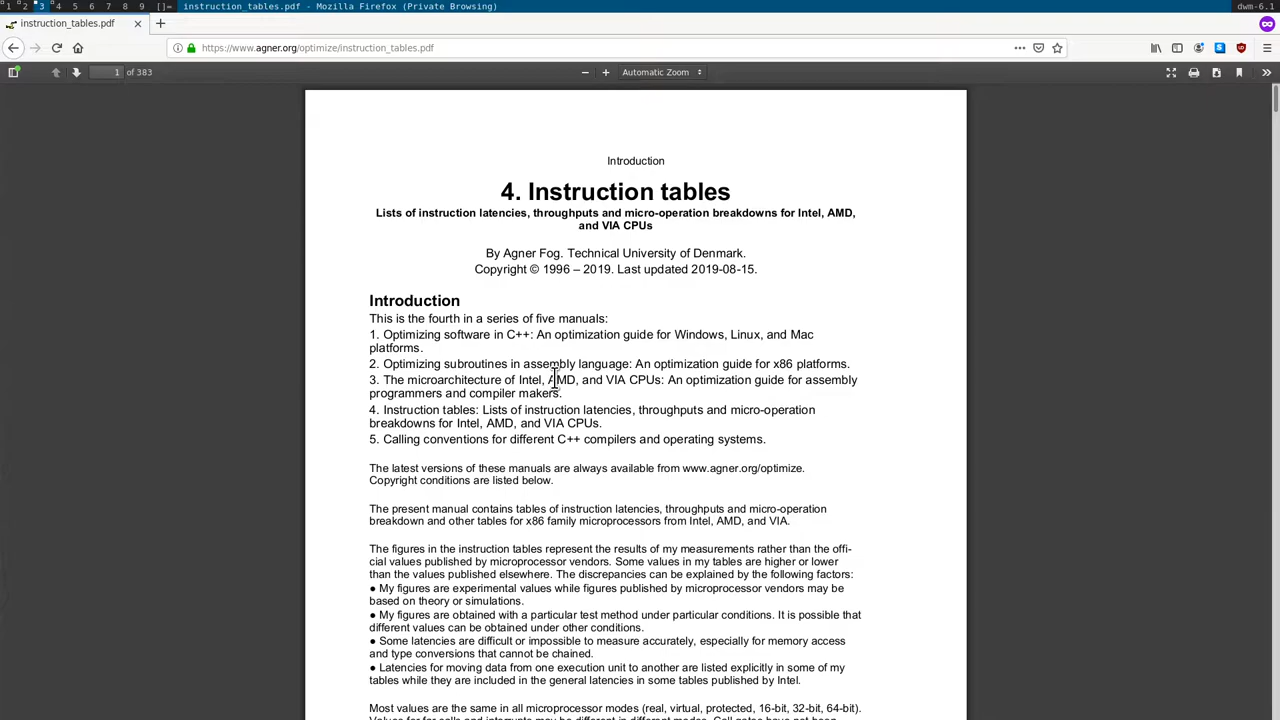 1 2 3 4 5 6 7 8 9 []= instruction_tables.pdf - Mozilla Firefox (Private Browsing) dwm-6.1
instruction_tables.pdf
https://www.agner.org/optimize/instruction_tables.pdf
1 of 383 Automatic Zoom
Introduction
4. Instruction tables
Lists of instruction latencies, throughputs and micro-operation breakdowns for Intel, AMD,
and VIA CPUs
By Agner Fog. Technical University of Denmark.
Copyright © 1996 – 2019. Last updated 2019-08-15.
Introduction
This is the fourth in a series of five manuals:
1. Optimizing software in C++: An optimization guide for Windows, Linux, and Mac
platforms.
2. Optimizing subroutines in assembly language: An optimization guide for x86 platforms.
3. The microarchitecture of Intel, AMD, and VIA CPUs: An optimization guide for assembly
programmers and compiler makers.
4. Instruction tables: Lists of instruction latencies, throughputs and micro-operation
breakdowns for Intel, AMD, and VIA CPUs.
5. Calling conventions for different C++ compilers and operating systems.
The latest versions of these manuals are always available from www.agner.org/optimize.
Copyright conditions are listed below.
The present manual contains tables of instruction latencies, throughputs and micro-operation
breakdown and other tables for x86 family microprocessors from Intel, AMD, and VIA.
The figures in the instruction tables represent the results of my measurements rather than the offi-
cial values published by microprocessor vendors. Some values in my tables are higher or lower
than the values published elsewhere. The discrepancies can be explained by the following factors:
● My figures are experimental values while figures published by microprocessor vendors may be
based on theory or simulations.
● My figures are obtained with a particular test method under particular conditions. It is possible that
different values can be obtained under other conditions.
● Some latencies are difficult or impossible to measure accurately, especially for memory access
and type conversions that cannot be chained.
● Latencies for moving data from one execution unit to another are listed explicitly in some of my
tables while they are included in the general latencies in some tables published by Intel.
Most values are the same in all microprocessor modes (real, virtual, protected, 16-bit, 32-bit, 64-bit).